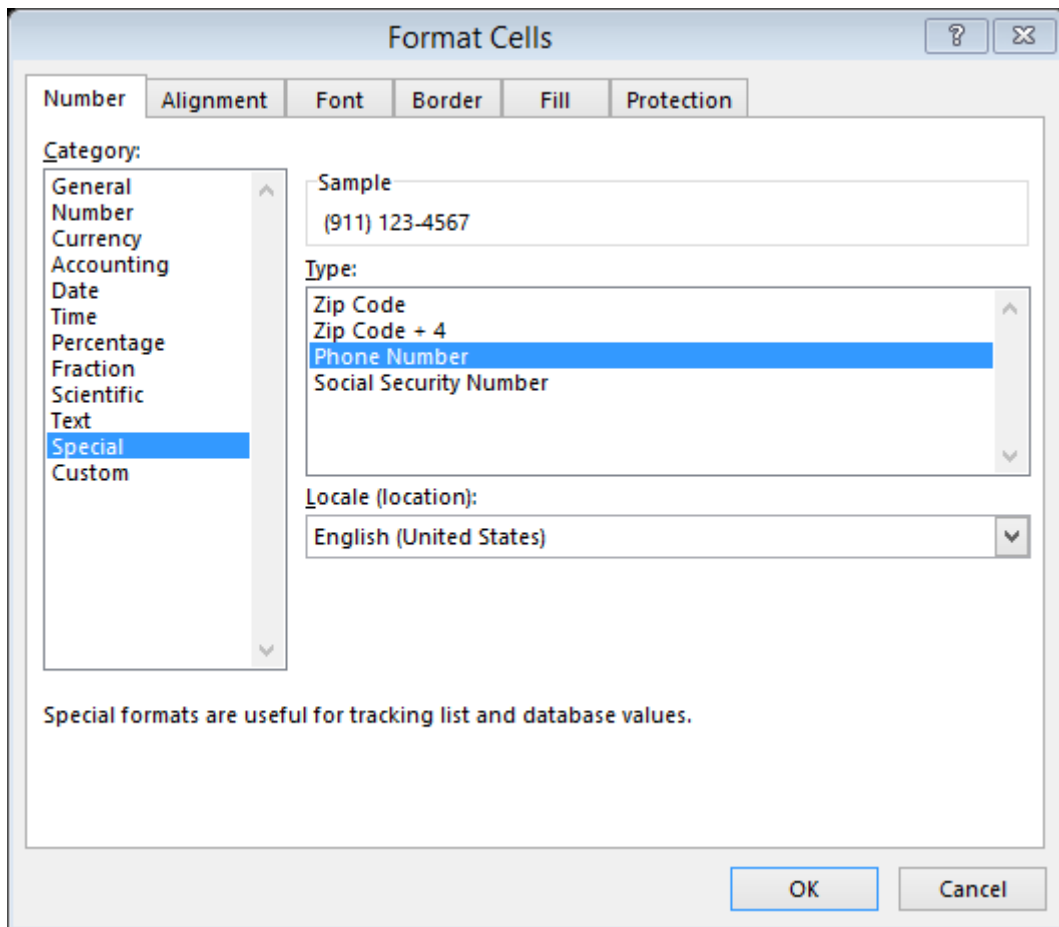 Format Cells
Number Alignment Font Border Fill Protection
Category:
General
Number
Currency
Accounting
Date
Time
Percentage
Fraction
Scientific
Text
Special
Custom
Sample
(911) 123-4567
Type:
Zip Code
Zip Code + 4
Phone Number
Social Security Number
Locale (location):
English (United States)
Special formats are useful for tracking list and database values.
OK Cancel